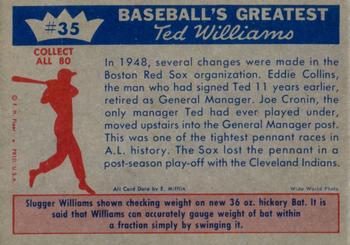 #35
BASEBALL'S GREATEST
Ted Williams
COLLECT
ALL 80
In 1948, several changes were made in the
Boston Red Sox organization. Eddie Collins,
the man who had signed Ted 11 years earlier,
retired as General Manager. Joe Cronin, the
only manager Ted had ever played under,
moved upstairs into the General Manager post.
This was one of the tightest pennant races in
A.L. history. The Sox lost the pennant in a
post-season play-off with the Cleveland Indians.
All Card Data by E. Mifflin
Wide World Photo
Slugger Williams shown checking weight on new 36 oz. hickory Bat. It
is said that Williams can accurately gauge weight of bat within
a fraction simply by swinging it.